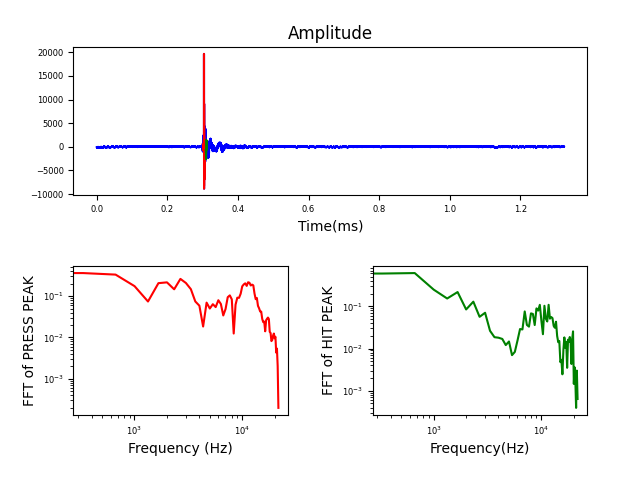 Amplitude
20000
15000
10000
5000
0
−5000
−10000
0.0 0.2 0.4 0.6 0.8 1.0 1.2
Time(ms)
FFT of PRESS PEAK
10⁻¹
10⁻²
10⁻³
10³ 10⁴
Frequency (Hz)
FFT of HIT PEAK
10⁻¹
10⁻²
10⁻³
10³ 10⁴
Frequency(Hz)